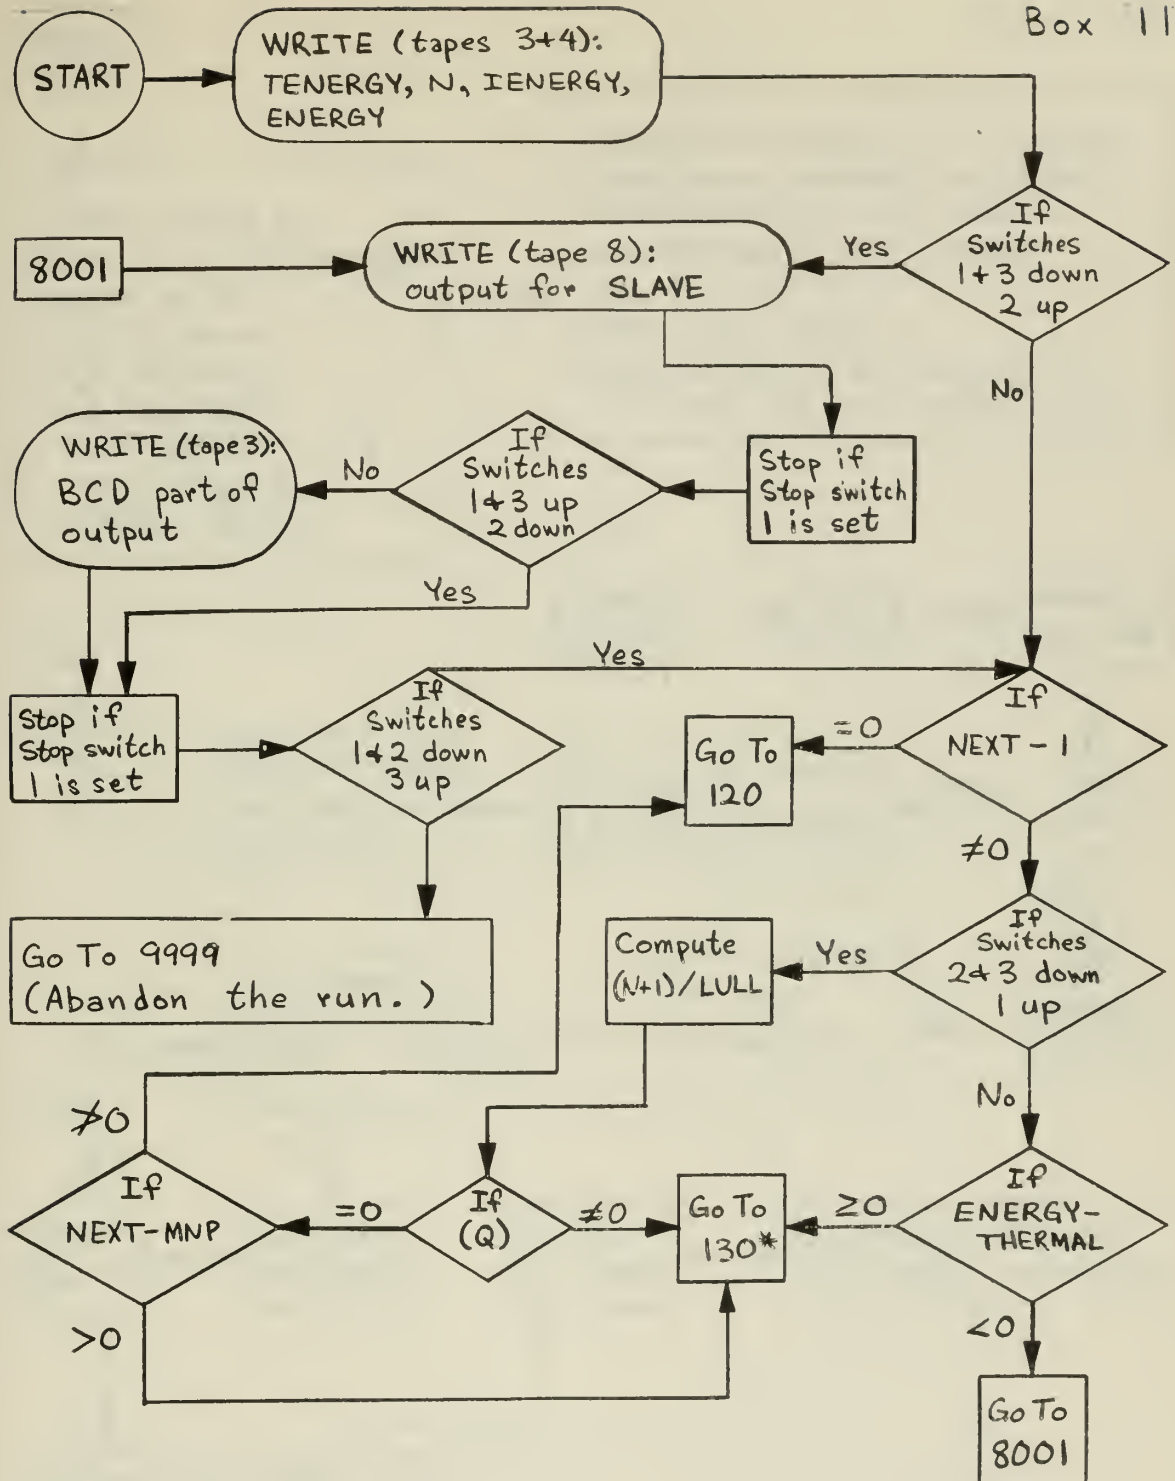 Box 11
START
WRITE (tapes 3+4):
TENERGY, N, IENERGY,
ENERGY
If
Switches
1 & 3 down
2 up
Yes
No
8001
WRITE (tape 8):
output for SLAVE
Stop if
Stop switch
1 is set
If
Switches
1 & 3 up
2 down
No
Yes
WRITE (tape 3):
BCD part of
output
Stop if
Stop switch
1 is set
If
Switches
1 & 2 down
3 up
Yes
Go To 9999
(Abandon the run.)
If
NEXT - 1
=0
≠0
Go To
120
If
Switches
2 & 3 down
1 up
Yes
No
Compute
(N+1)/LULL
If
(Q)
=0
≠0
If
NEXT-MNP
≯0
>0
Go To
130*
If
ENERGY-
THERMAL
≥0
<0
Go To
8001